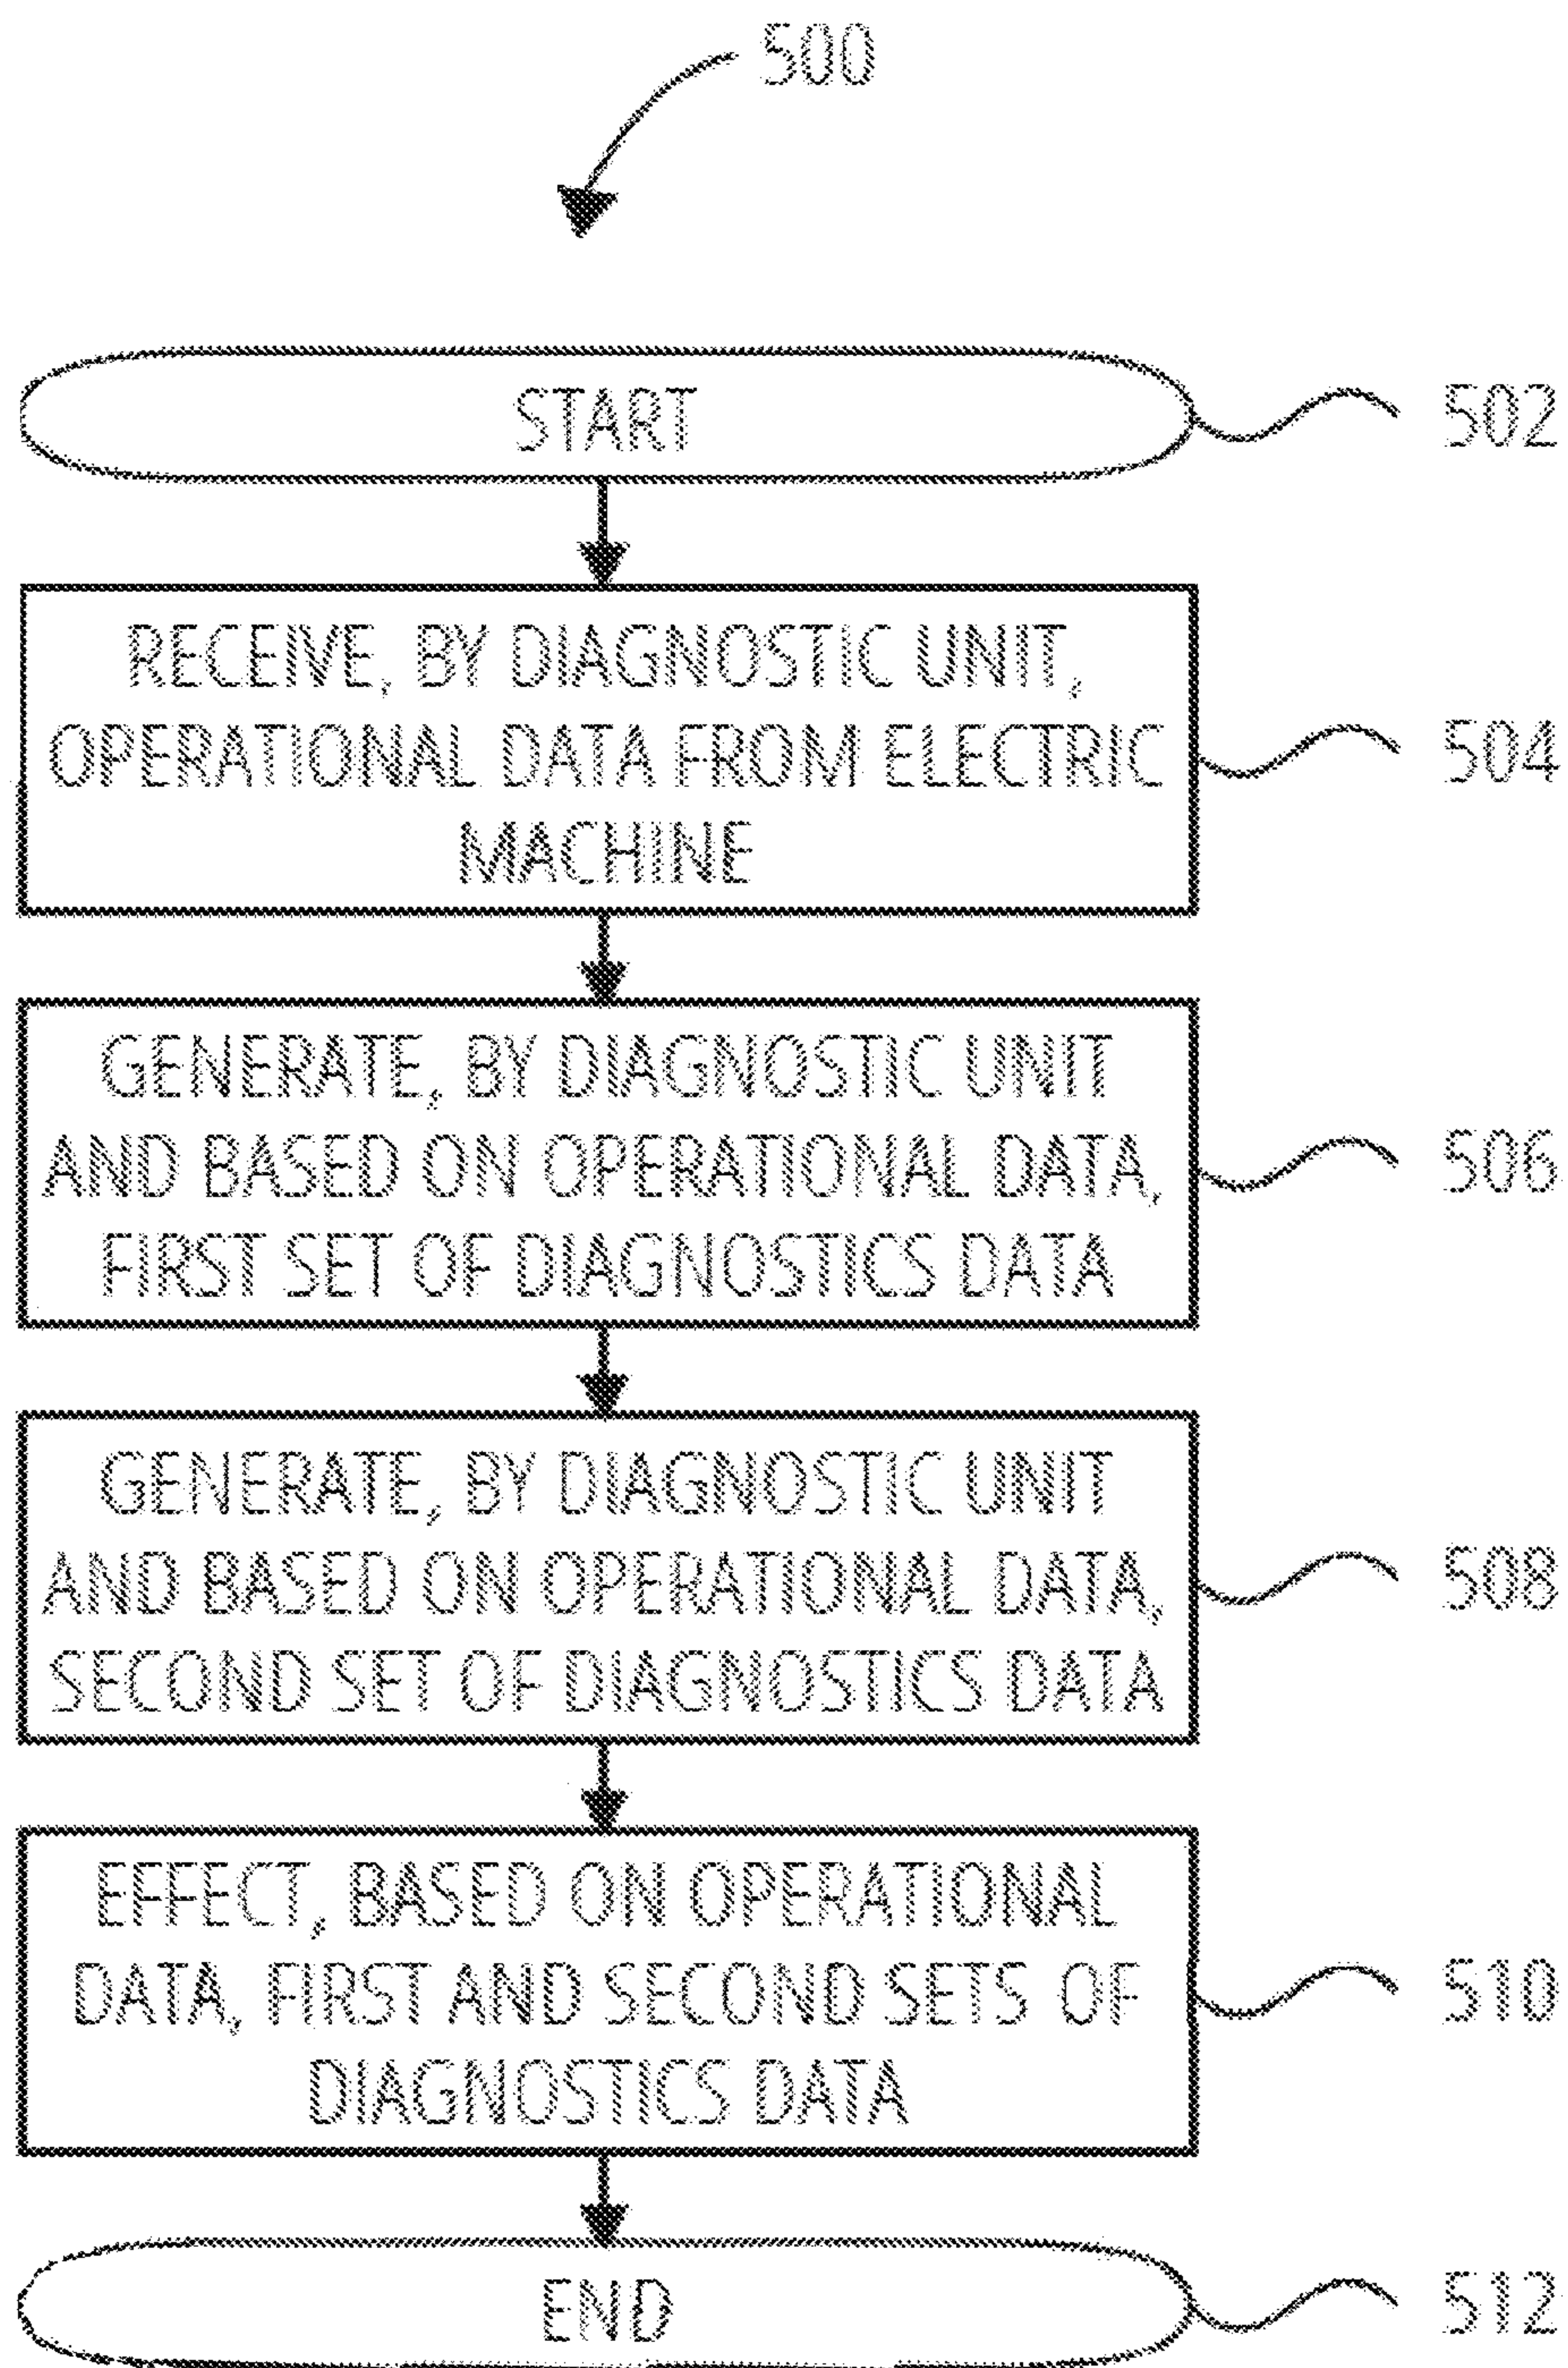 500
START
502
RECEIVE, BY DIAGNOSTIC UNIT,
OPERATIONAL DATA FROM ELECTRIC
MACHINE
504
GENERATE, BY DIAGNOSTIC UNIT
AND BASED ON OPERATIONAL DATA,
FIRST SET OF DIAGNOSTICS DATA
506
GENERATE, BY DIAGNOSTIC UNIT
AND BASED ON OPERATIONAL DATA,
SECOND SET OF DIAGNOSTICS DATA
508
EFFECT, BASED ON OPERATIONAL
DATA, FIRST AND SECOND SETS OF
DIAGNOSTICS DATA
510
END
512